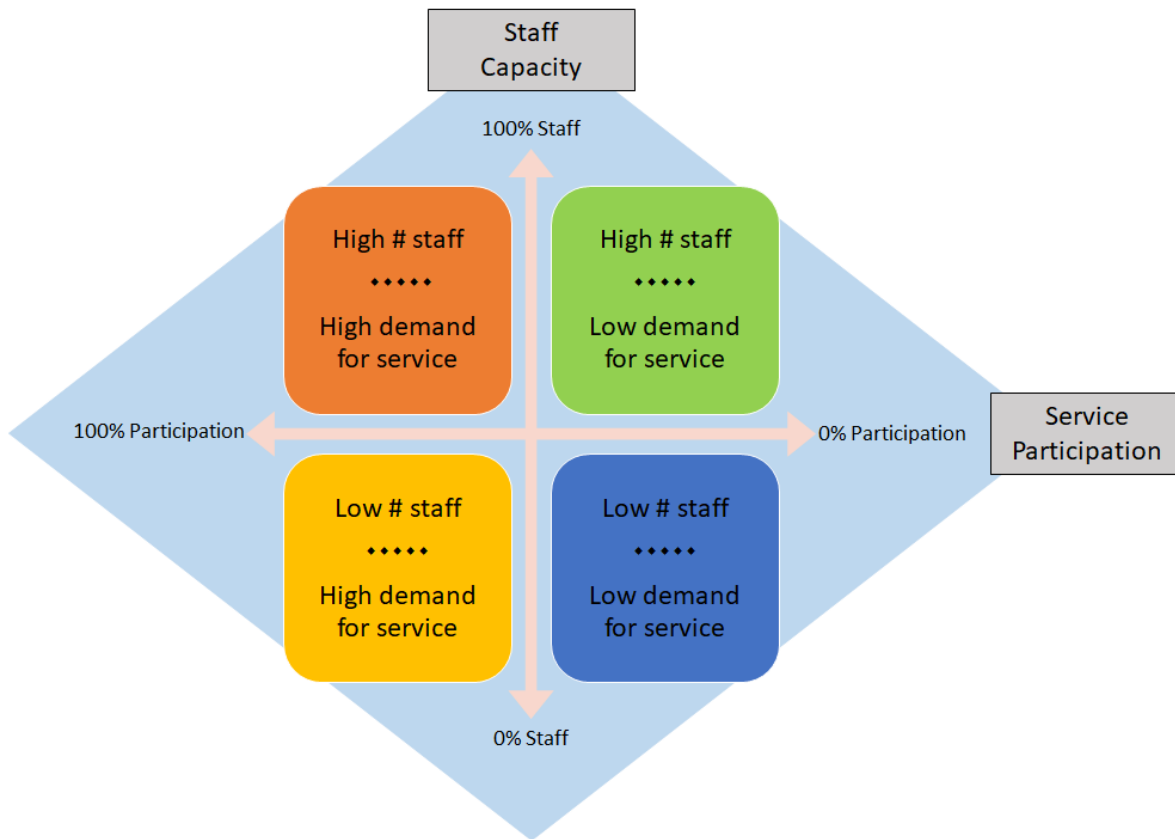 Staff
Capacity
100% Staff
High # staff
High demand
for service
High # staff
Low demand
for service
100% Participation
0% Participation
Service
Participation
Low # staff
High demand
for service
Low # staff
Low demand
for service
0% Staff